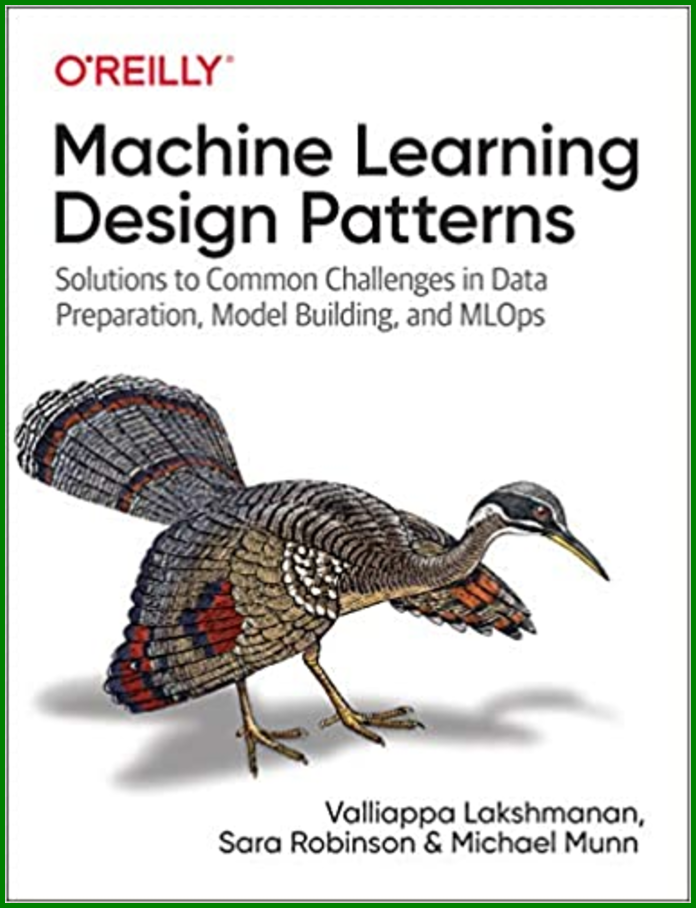 O'REILLY®
Machine Learning
Design Patterns
Solutions to Common Challenges in Data
Preparation, Model Building, and MLOps
Valliappa Lakshmanan,
Sara Robinson & Michael Munn